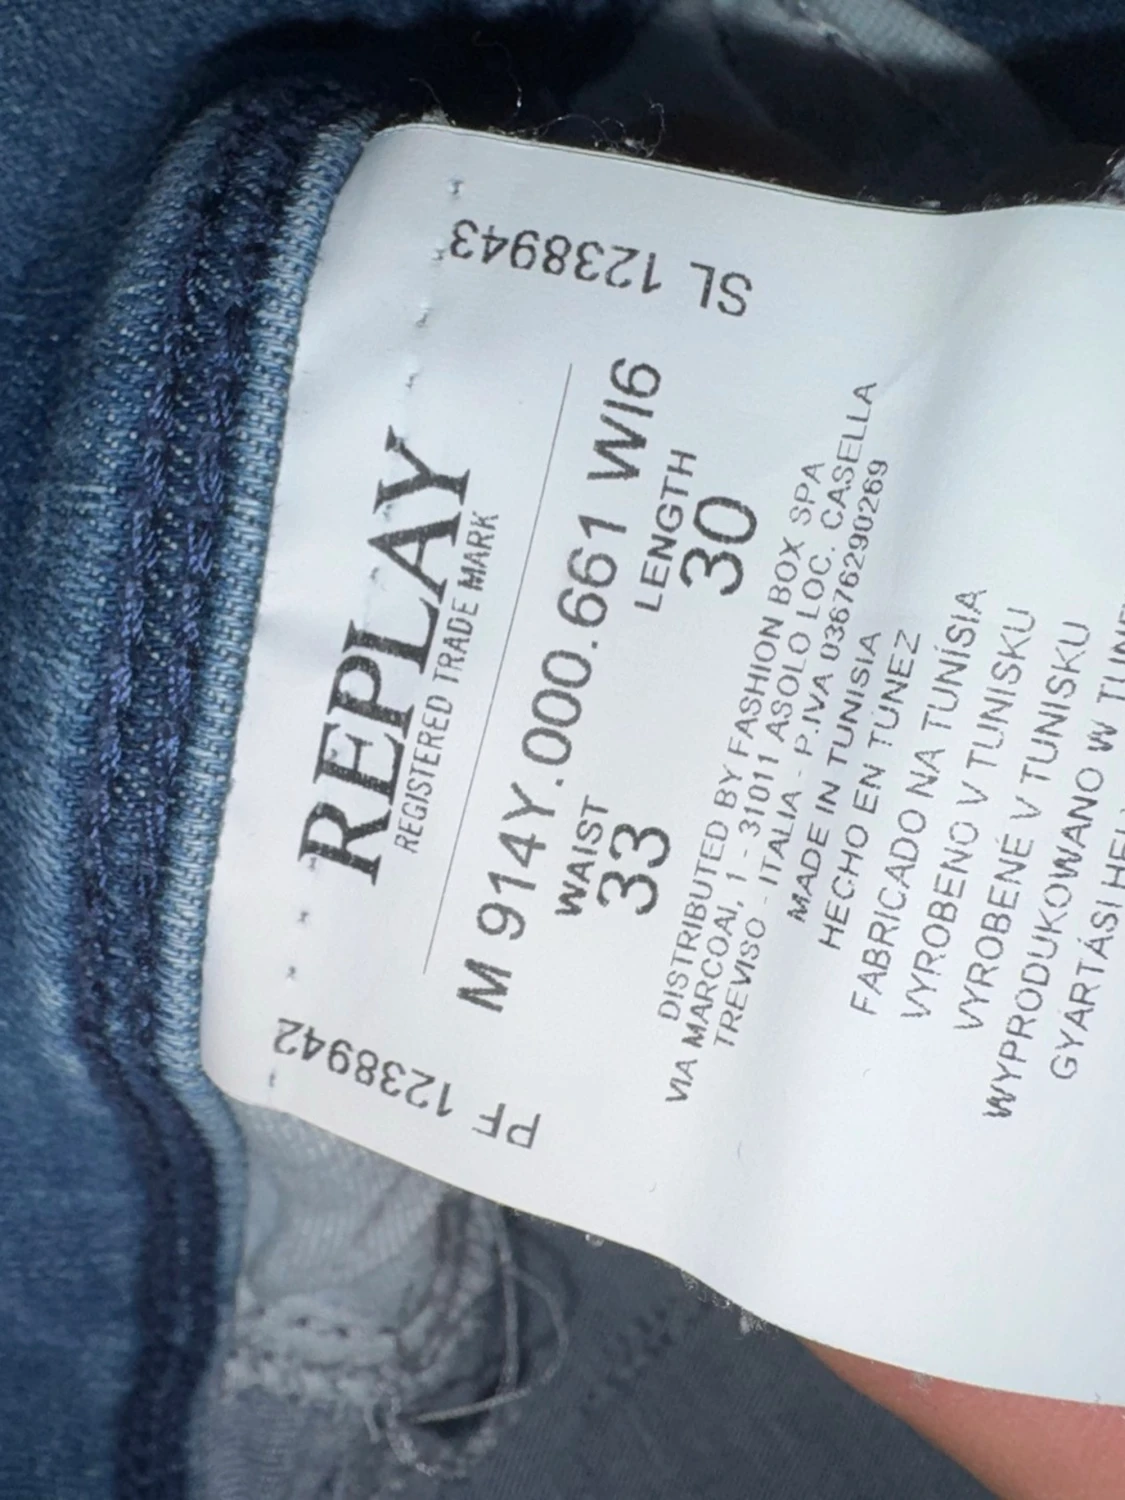 REPLAY
REGISTERED TRADE MARK
M 914Y.000.661 WI6
WAIST LENGTH
33 30
DISTRIBUTED BY FASHION BOX SPA
VIA MARCOAI, 1 - 31011 ASOLO LOC. CASELLA
TREVISO - ITALIA - P.IVA 03676290269
MADE IN TUNISIA
HECHO EN TÚNEZ
FABRICADO NA TUNÍSIA
VYROBENO V TUNISKU
VYROBENÉ V TUNISKU
WYPRODUKOWANO W
PF 1238942
SL 1238943